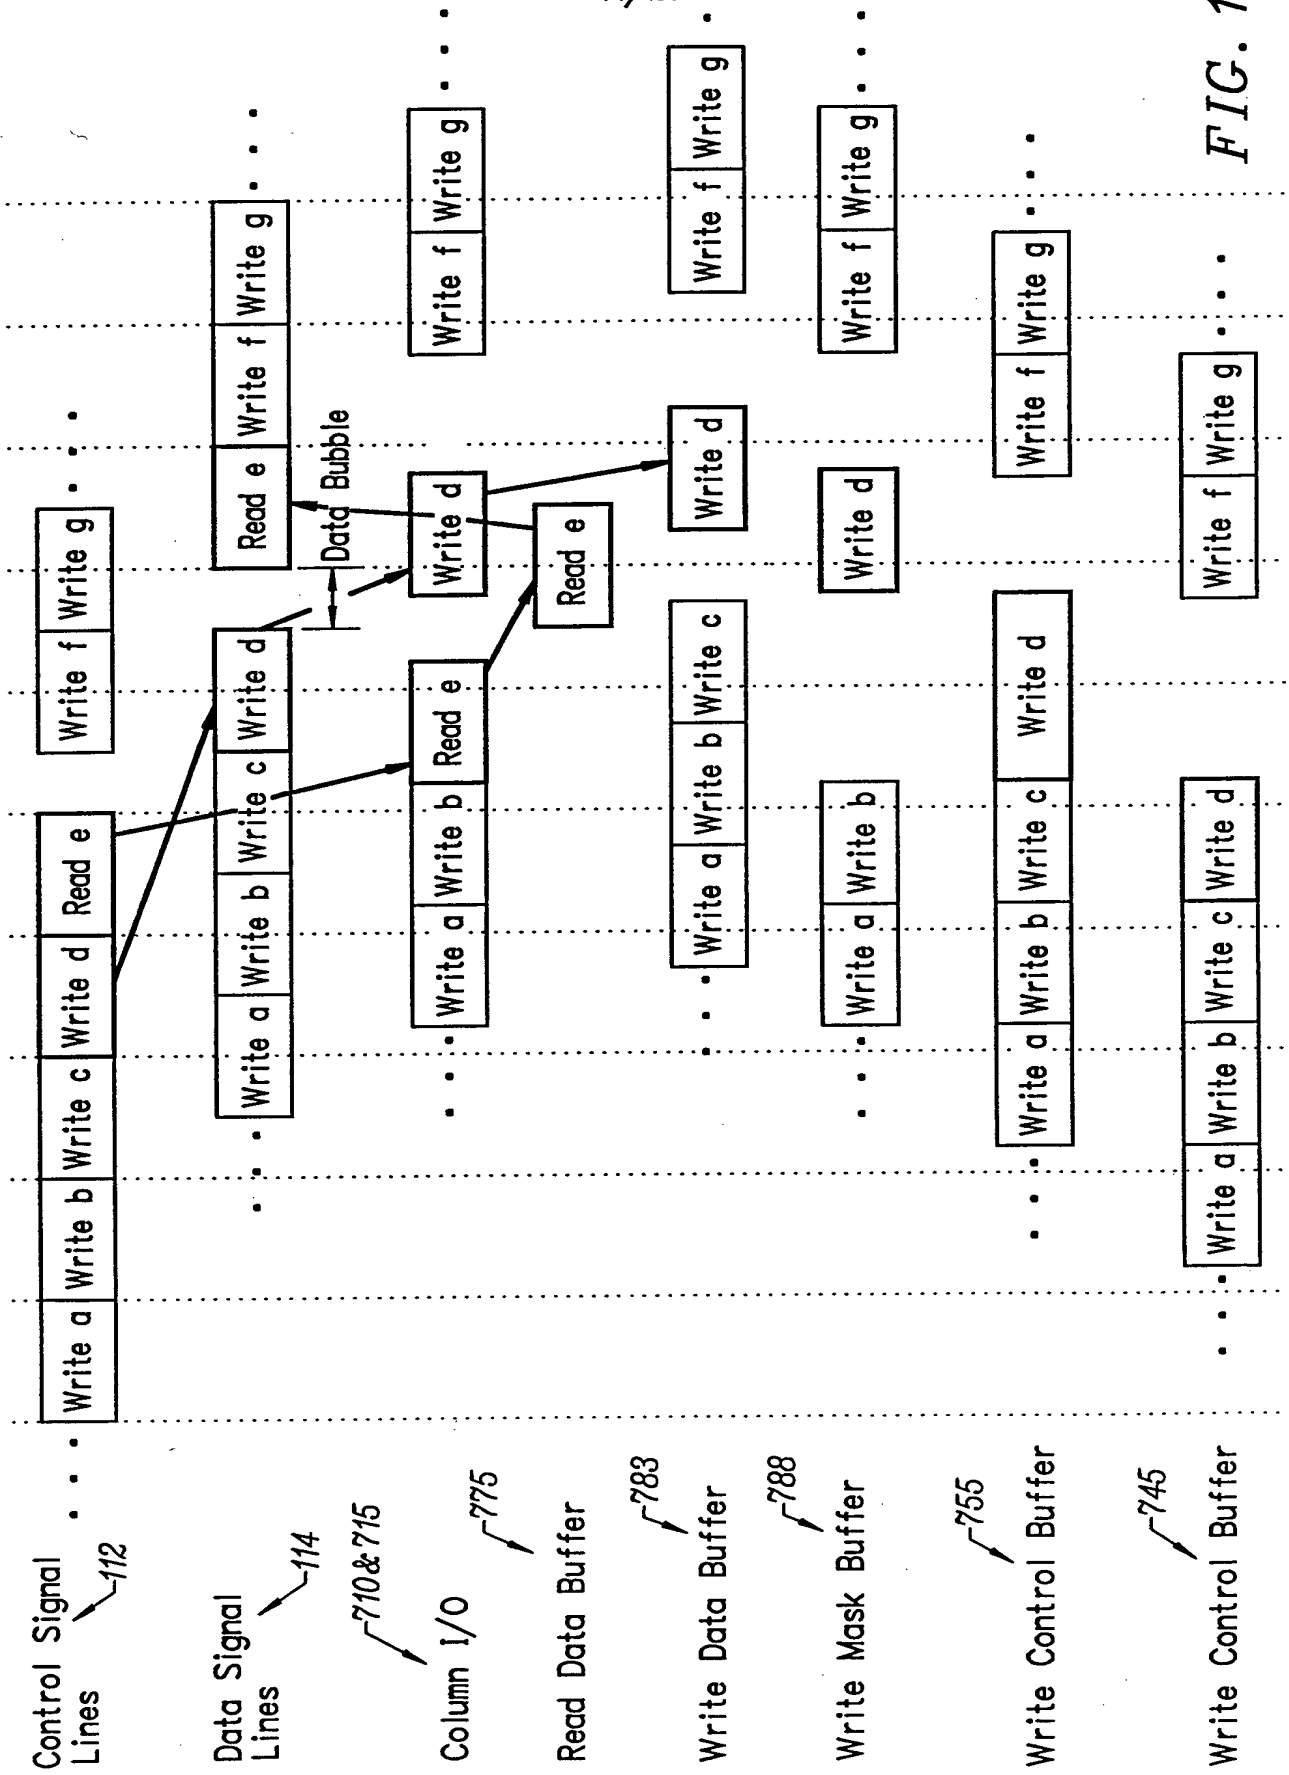 Control Signal
Lines
112
Write a Write b Write c Write d Read e Write f Write g
Data Signal
Lines
114
Write a Write b Write c Write d Read e Write f Write g
Data Bubble
710&715
Column I/O
Write a Write b Read e Write d Write f Write g
775
Read Data Buffer
Read e
783
Write Data Buffer
Write a Write b Write c Write d Write f Write g
788
Write Mask Buffer
Write a Write b Write d Write f Write g
755
Write Control Buffer
Write a Write b Write c Write d Write f Write g
745
Write Control Buffer
Write a Write b Write c Write d Write f Write g
FIG. 1